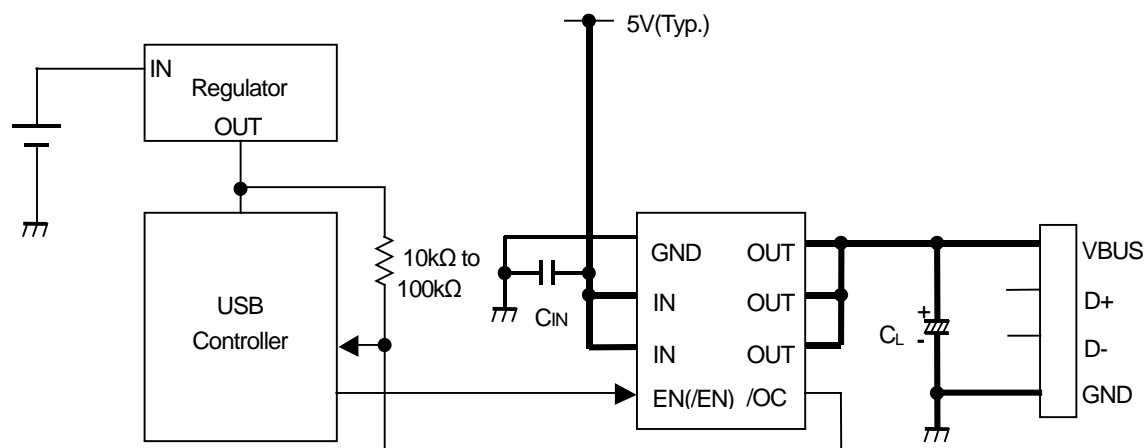 5V(Typ.)
IN
Regulator
OUT
10kΩ to
100kΩ
USB
Controller
CIN
GND
IN
IN
EN(/EN)
OUT
OUT
OUT
/OC
+
CL
-
VBUS
D+
D-
GND